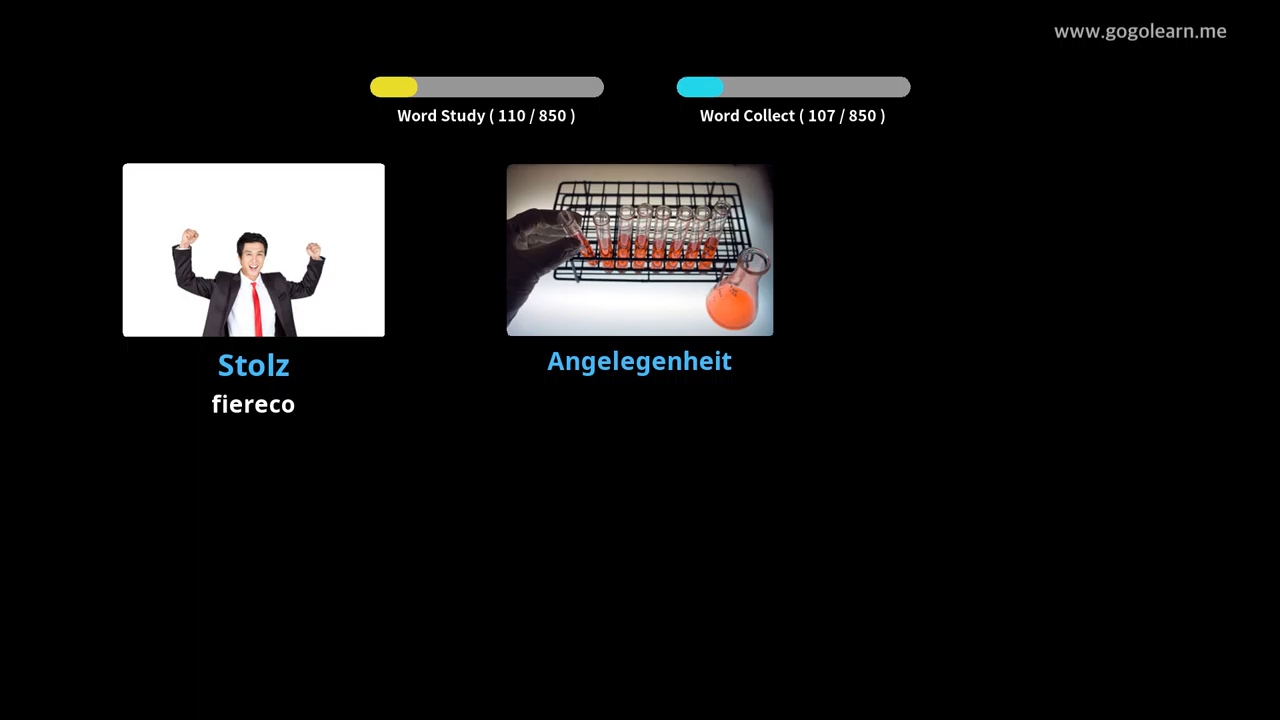 www.gogolearn.me
Word Study ( 110 / 850 )
Word Collect ( 107 / 850 )
Stolz
fiereco
Angelegenheit